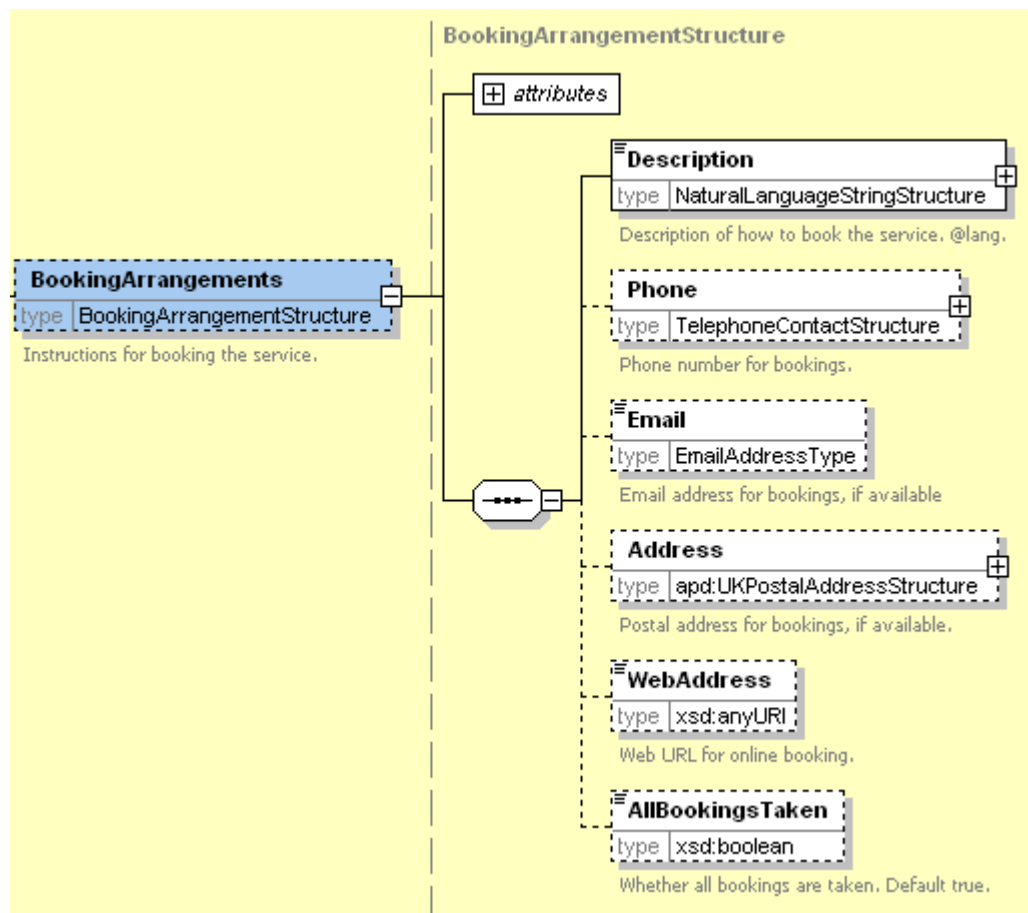 BookingArrangementStructure
attributes
Description
type NaturalLanguageStringStructure
Description of how to book the service. @lang.
BookingArrangements
type BookingArrangementStructure
Instructions for booking the service.
Phone
type TelephoneContactStructure
Phone number for bookings.
Email
type EmailAddressType
Email address for bookings, if available
Address
type apd:UKPostalAddressStructure
Postal address for bookings, if available.
WebAddress
type xsd:anyURI
Web URL for online booking.
AllBookingsTaken
type xsd:boolean
Whether all bookings are taken. Default true.